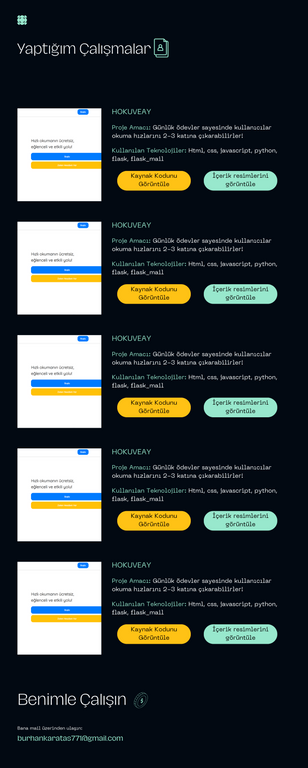 Yaptığım Çalışmalar
HOKUVEAY
Proje Amacı: Günlük ödevler sayesinde kullanıcılar
okuma hızlarını 2-3 katına çıkarabilirler!
Hızlı okumanın ücretsiz,
eğlenceli ve etkili yolu!
Kullanılan Teknolojiler: Html, css, javascript, python,
flask, flask_mail
Kaynak Kodunu
Görüntüle
İçerik resimlerini
görüntüle
HOKUVEAY
Proje Amacı: Günlük ödevler sayesinde kullanıcılar
okuma hızlarını 2-3 katına çıkarabilirler!
Hızlı okumanın ücretsiz,
eğlenceli ve etkili yolu!
Kullanılan Teknolojiler: Html, css, javascript, python,
flask, flask_mail
Kaynak Kodunu
Görüntüle
İçerik resimlerini
görüntüle
HOKUVEAY
Proje Amacı: Günlük ödevler sayesinde kullanıcılar
okuma hızlarını 2-3 katına çıkarabilirler!
Hızlı okumanın ücretsiz,
eğlenceli ve etkili yolu!
Kullanılan Teknolojiler: Html, css, javascript, python,
flask, flask_mail
Kaynak Kodunu
Görüntüle
İçerik resimlerini
görüntüle
HOKUVEAY
Proje Amacı: Günlük ödevler sayesinde kullanıcılar
okuma hızlarını 2-3 katına çıkarabilirler!
Hızlı okumanın ücretsiz,
eğlenceli ve etkili yolu!
Kullanılan Teknolojiler: Html, css, javascript, python,
flask, flask_mail
Kaynak Kodunu
Görüntüle
İçerik resimlerini
görüntüle
HOKUVEAY
Proje Amacı: Günlük ödevler sayesinde kullanıcılar
okuma hızlarını 2-3 katına çıkarabilirler!
Hızlı okumanın ücretsiz,
eğlenceli ve etkili yolu!
Kullanılan Teknolojiler: Html, css, javascript, python,
flask, flask_mail
Kaynak Kodunu
Görüntüle
İçerik resimlerini
görüntüle
Benimle Çalışın
Bana mail üzerinden ulaşın:
burhankaratas771@gmail.com